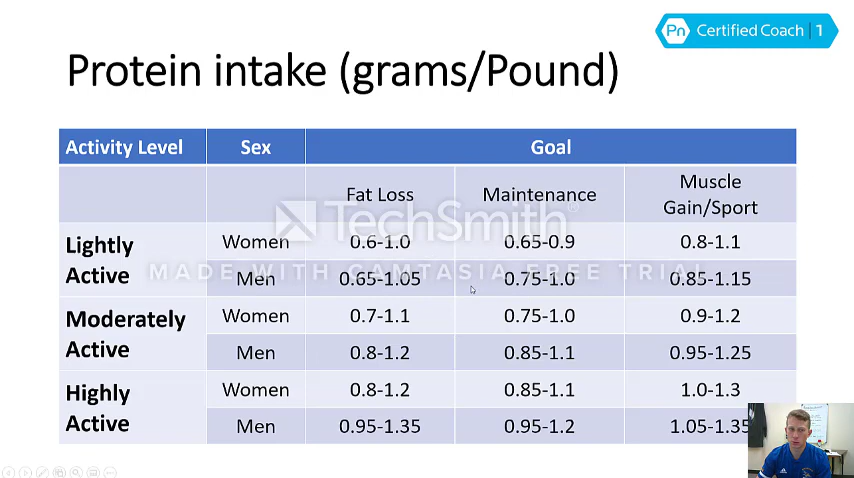 Pn Certified Coach | 1
Protein intake (grams/Pound)
Activity Level Sex Goal
Fat Loss Maintenance Muscle Gain/Sport
Lightly Active Women 0.6-1.0 0.65-0.9 0.8-1.1
Men 0.65-1.05 0.75-1.0 0.85-1.15
Moderately Active Women 0.7-1.1 0.75-1.0 0.9-1.2
Men 0.8-1.2 0.85-1.1 0.95-1.25
Highly Active Women 0.8-1.2 0.85-1.1 1.0-1.3
Men 0.95-1.35 0.95-1.2 1.05-1.35
TechSmith
MADE WITH CAMTASIA FREE TRIAL